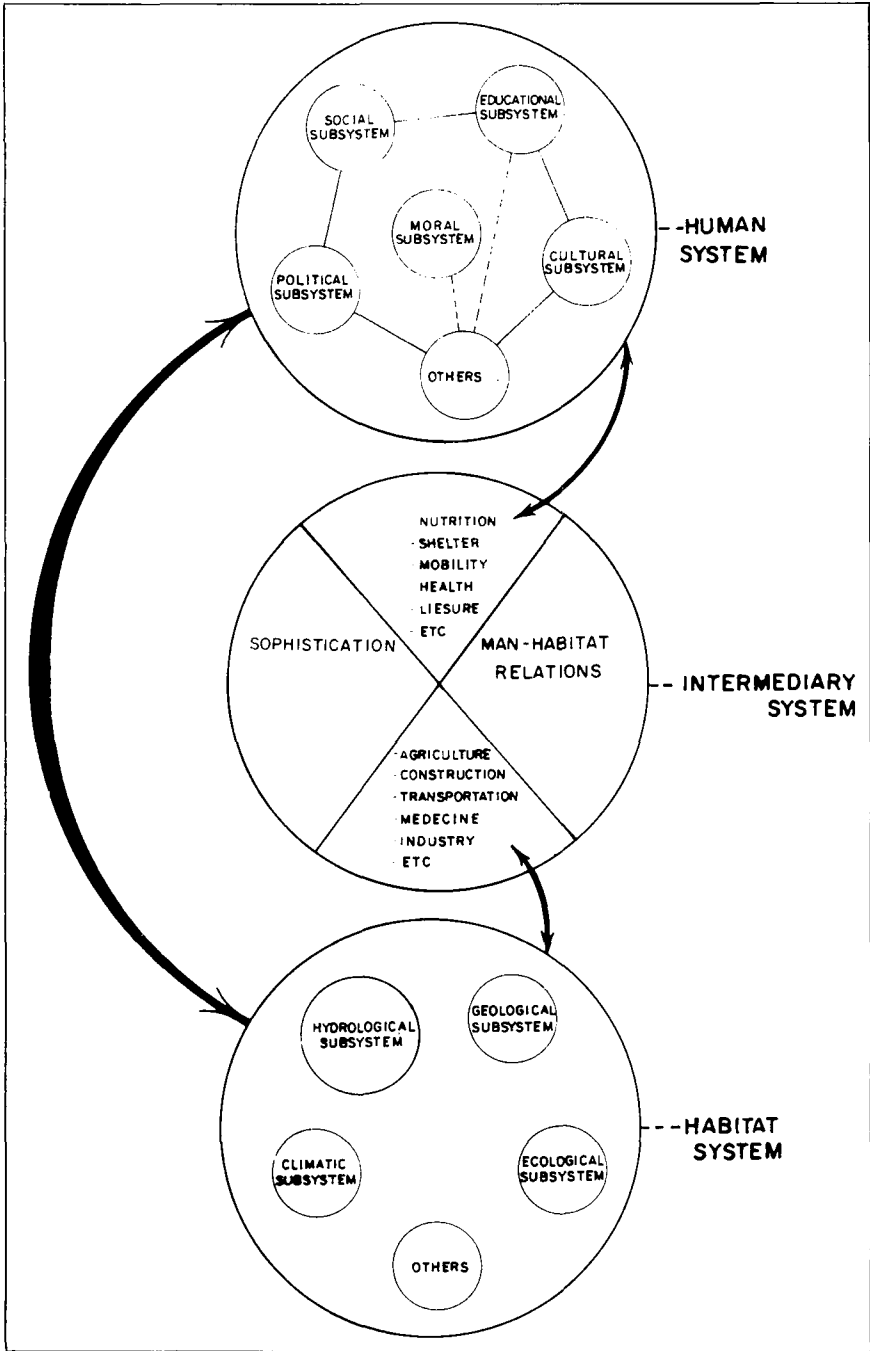 SOCIAL
SUBSYSTEM
EDUCATIONAL
SUBSYSTEM
MORAL
SUBSYSTEM
CULTURAL
SUBSYSTEM
POLITICAL
SUBSYSTEM
OTHERS
--HUMAN
SYSTEM
NUTRITION
-SHELTER
-MOBILITY
HEALTH
-LIESURE
-ETC
SOPHISTICATION
MAN-HABITAT
RELATIONS
-AGRICULTURE
-CONSTRUCTION
-TRANSPORTATION
-MEDECINE
-INDUSTRY
-ETC
-- INTERMEDIARY
SYSTEM
HYDROLOGICAL
SUBSYSTEM
GEOLOGICAL
SUBSYSTEM
CLIMATIC
SUBSYSTEM
ECOLOGICAL
SUBSYSTEM
OTHERS
---HABITAT
SYSTEM